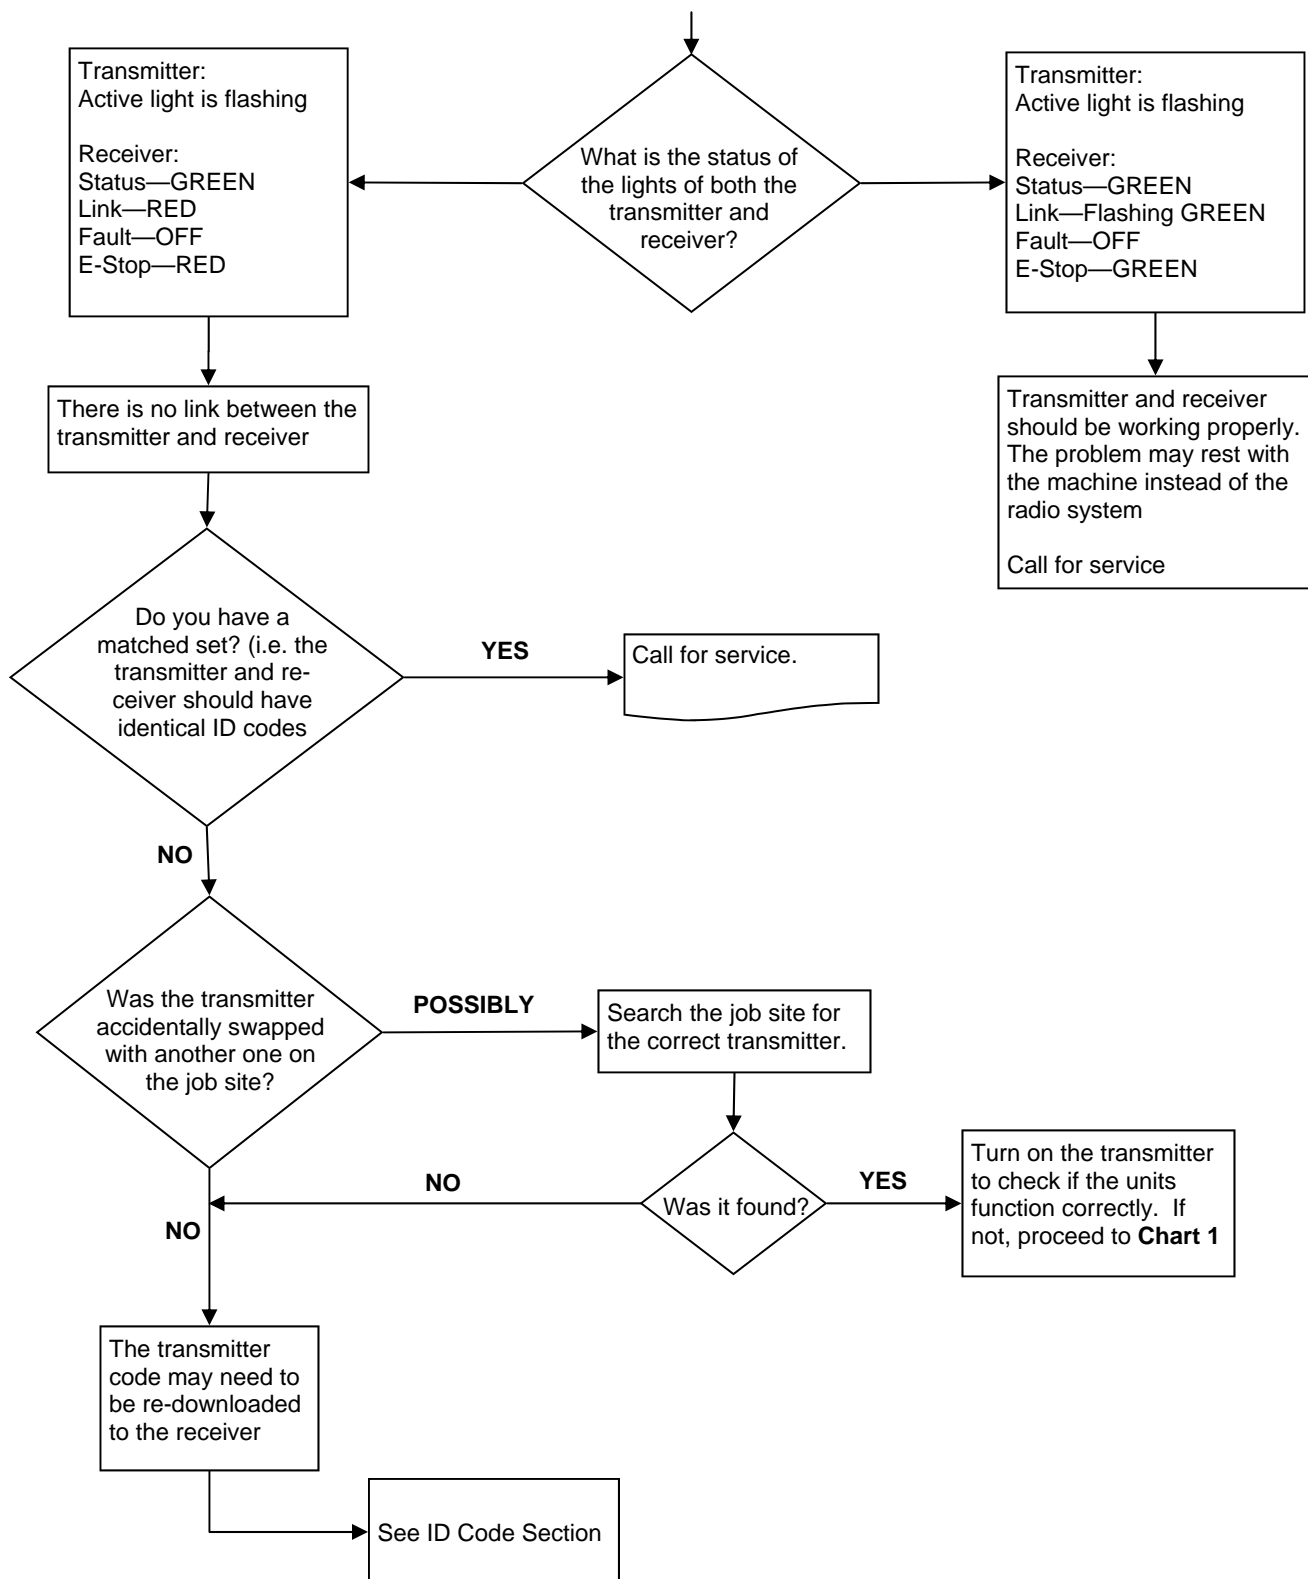 Transmitter:
Active light is flashing
Receiver:
Status—GREEN
Link—RED
Fault—OFF
E-Stop—RED
What is the status of
the lights of both the
transmitter and
receiver?
Transmitter:
Active light is flashing
Receiver:
Status—GREEN
Link—Flashing GREEN
Fault—OFF
E-Stop—GREEN
There is no link between the
transmitter and receiver
Transmitter and receiver
should be working properly.
The problem may rest with
the machine instead of the
radio system
Call for service
Do you have a
matched set? (i.e. the
transmitter and re-
ceiver should have
identical ID codes
YES
Call for service.
NO
Was the transmitter
accidentally swapped
with another one on
the job site?
POSSIBLY
Search the job site for
the correct transmitter.
Was it found?
NO
YES
Turn on the transmitter
to check if the units
function correctly.  If
not, proceed to Chart 1
NO
The transmitter
code may need to
be re-downloaded
to the receiver
See ID Code Section